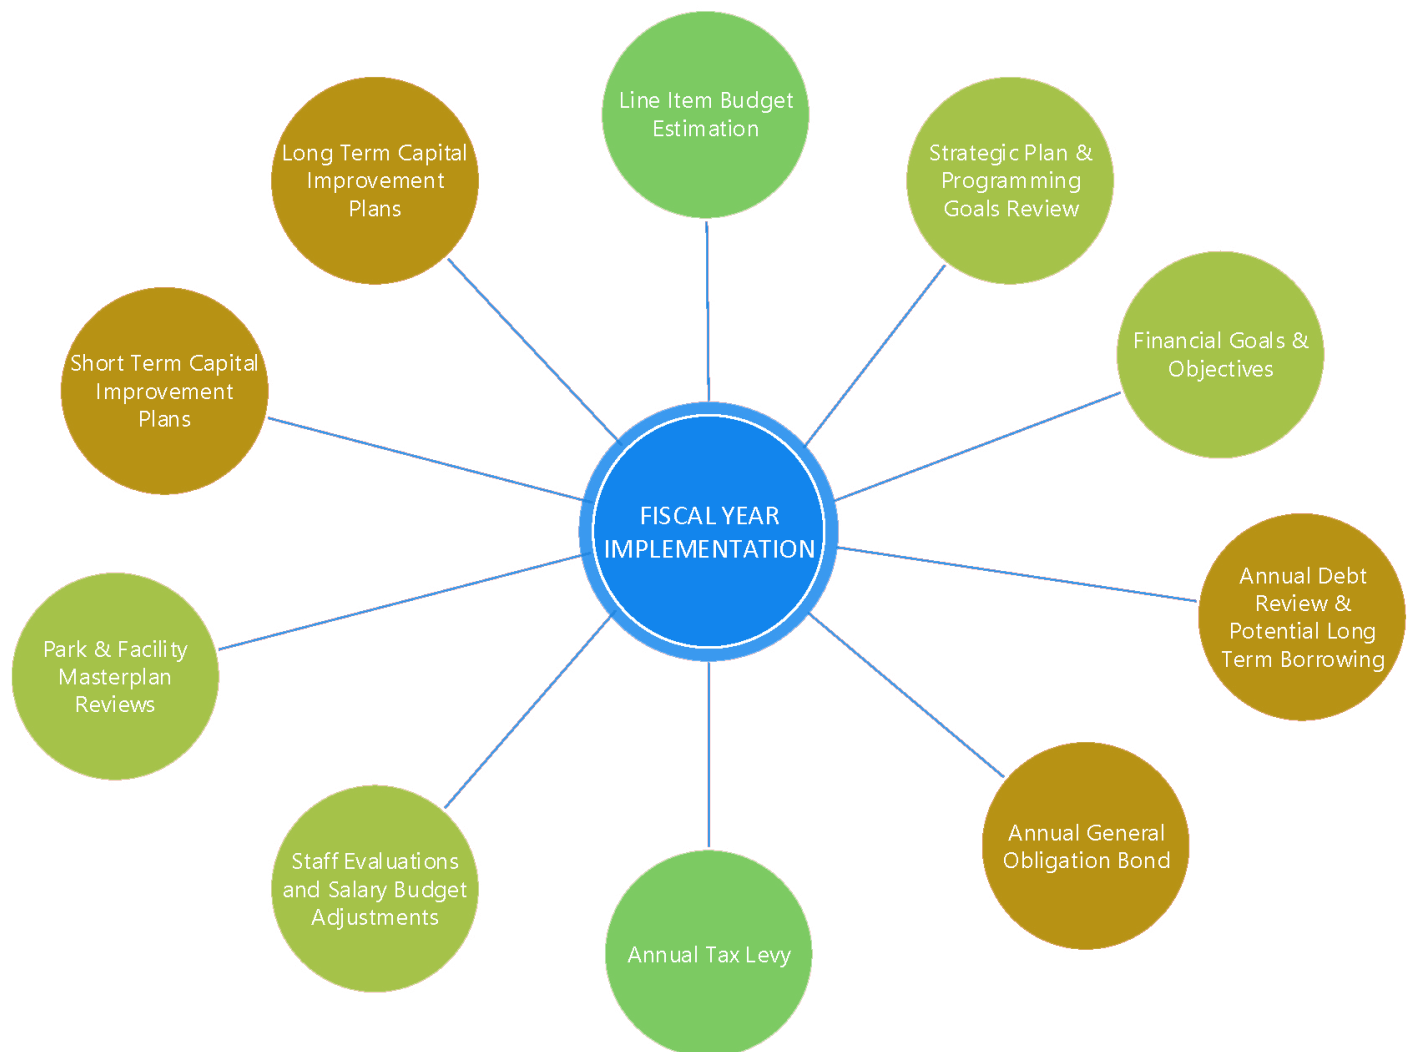 Line Item Budget
Estimation
Long Term Capital
Improvement
Plans
Strategic Plan &
Programming
Goals Review
Short Term Capital
Improvement
Plans
Financial Goals &
Objectives
FISCAL YEAR
IMPLEMENTATION
Annual Debt
Review &
Potential Long
Term Borrowing
Park & Facility
Masterplan
Reviews
Annual General
Obligation Bond
Staff Evaluations
and Salary Budget
Adjustments
Annual Tax Levy